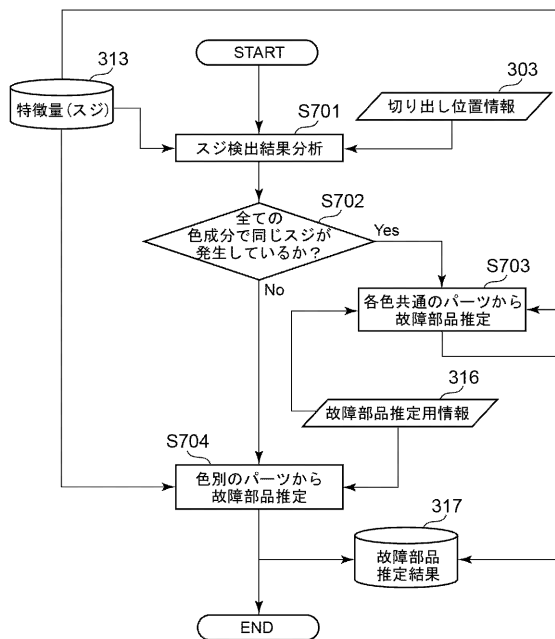 START
313
特徴量(スジ)
303
切り出し位置情報
S701
スジ検出結果分析
S702
全ての
色成分で同じスジが
発生しているか？
Yes
No
S703
各色共通のパーツから
故障部品推定
316
故障部品推定用情報
S704
色別のパーツから
故障部品推定
317
故障部品
推定結果
END